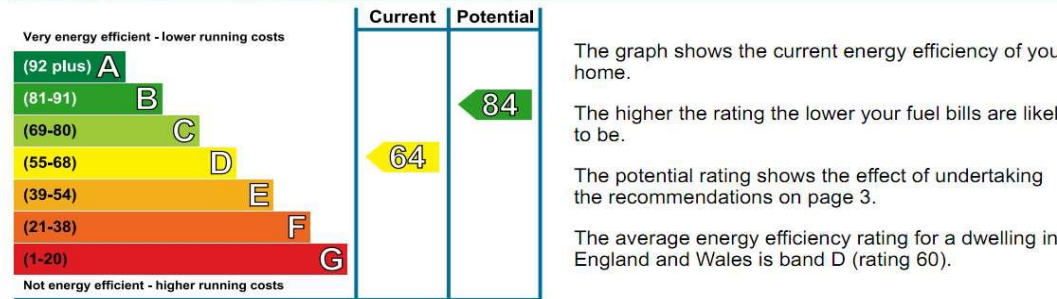 Current Potential
Very energy efficient - lower running costs
(92 plus) A
(81-91) B
84
(69-80) C
(55-68) D
64
(39-54) E
(21-38) F
(1-20) G
Not energy efficient - higher running costs
The graph shows the current energy efficiency of you
home.
The higher the rating the lower your fuel bills are likel
to be.
The potential rating shows the effect of undertaking
the recommendations on page 3.
The average energy efficiency rating for a dwelling in
England and Wales is band D (rating 60).